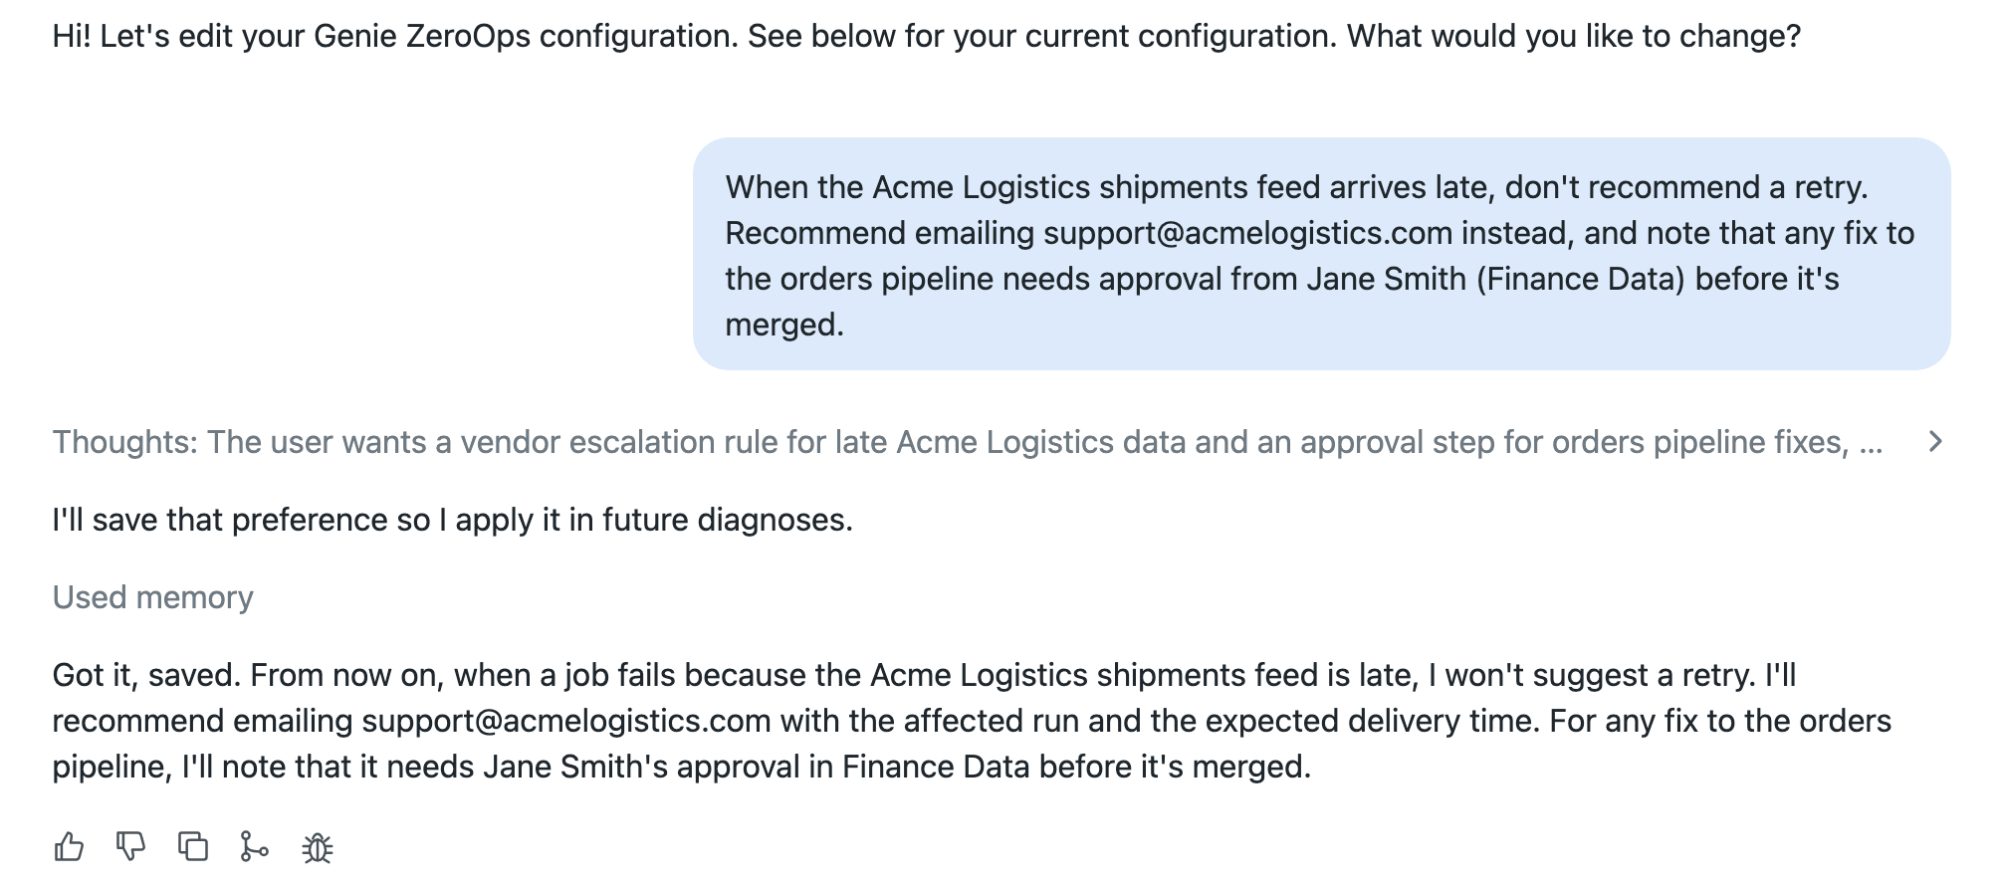 Hi! Let's edit your Genie ZeroOps configuration. See below for your current configuration. What would you like to change?
When the Acme Logistics shipments feed arrives late, don't recommend a retry.
Recommend emailing support@acmelogistics.com instead, and note that any fix to
the orders pipeline needs approval from Jane Smith (Finance Data) before it's
merged.
Thoughts: The user wants a vendor escalation rule for late Acme Logistics data and an approval step for orders pipeline fixes, ...
I'll save that preference so I apply it in future diagnoses.
Used memory
Got it, saved. From now on, when a job fails because the Acme Logistics shipments feed is late, I won't suggest a retry. I'll
recommend emailing support@acmelogistics.com with the affected run and the expected delivery time. For any fix to the orders
pipeline, I'll note that it needs Jane Smith's approval in Finance Data before it's merged.